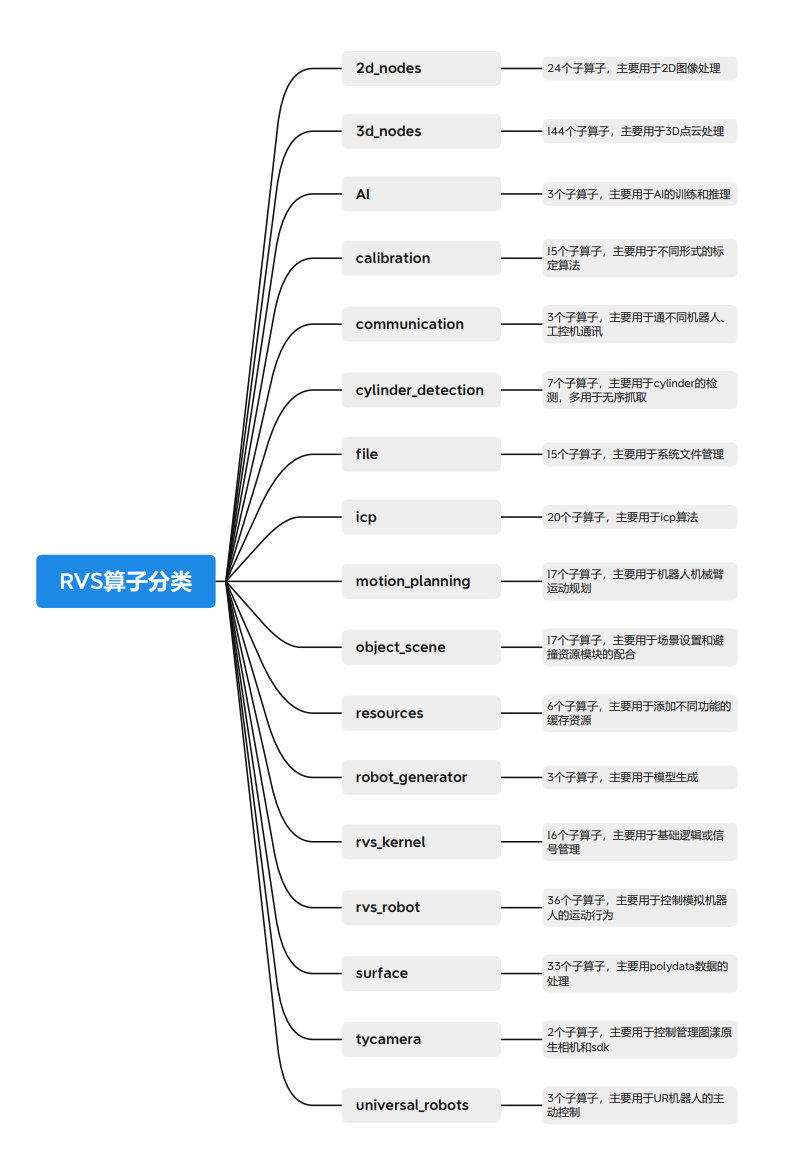 2d_nodes
24个子算子，主要用于2D图像处理
3d_nodes
144个子算子，主要用于3D点云处理
AI
3个子算子，主要用于AI的训练和推理
calibration
15个子算子，主要用于不同形式的标
定算法
communication
3个子算子，主要用于通不同机器人、
工控机通讯
cylinder_detection
7个子算子，主要用于cylinder的检
测，多用于无序抓取
file
15个子算子，主要用于系统文件管理
icp
20个子算子，主要用于icp算法
RVS算子分类
motion_planning
17个子算子，主要用于机器人机械臂
运动规划
object_scene
17个子算子，主要用于场景设置和避
撞资源模块的配合
resources
6个子算子，主要用于添加不同功能的
缓存资源
robot_generator
3个子算子，主要用于模型生成
rvs_kernel
16个子算子，主要用于基础逻辑或信
号管理
rvs_robot
36个子算子，主要用于控制模拟机器
人的运动行为
surface
33个子算子，主要用polydata数据的
处理
tycamera
2个子算子，主要用于控制管理图漾原
生相机和sdk
universal_robots
3个子算子，主要用于UR机器人的主
动控制